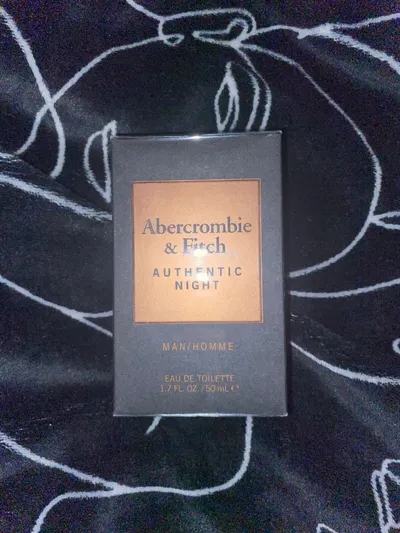 Abercrombie
& Fitch
AUTHENTIC
NIGHT
MAN/HOMME
EAU DE TOILETTE
1.7 FL. OZ. / 50 mL ℮